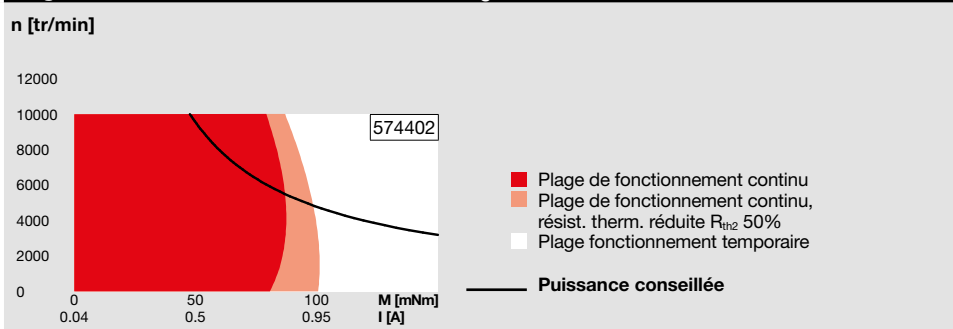 n [tr/min]
12000
10000
574402
8000
6000
4000
2000
0
0 50 100 M [mNm]
0.04 0.5 0.95 I [A]
Plage de fonctionnement continu
Plage de fonctionnement continu,
résist. therm. réduite Rth2 50%
Plage fonctionnement temporaire
Puissance conseillée